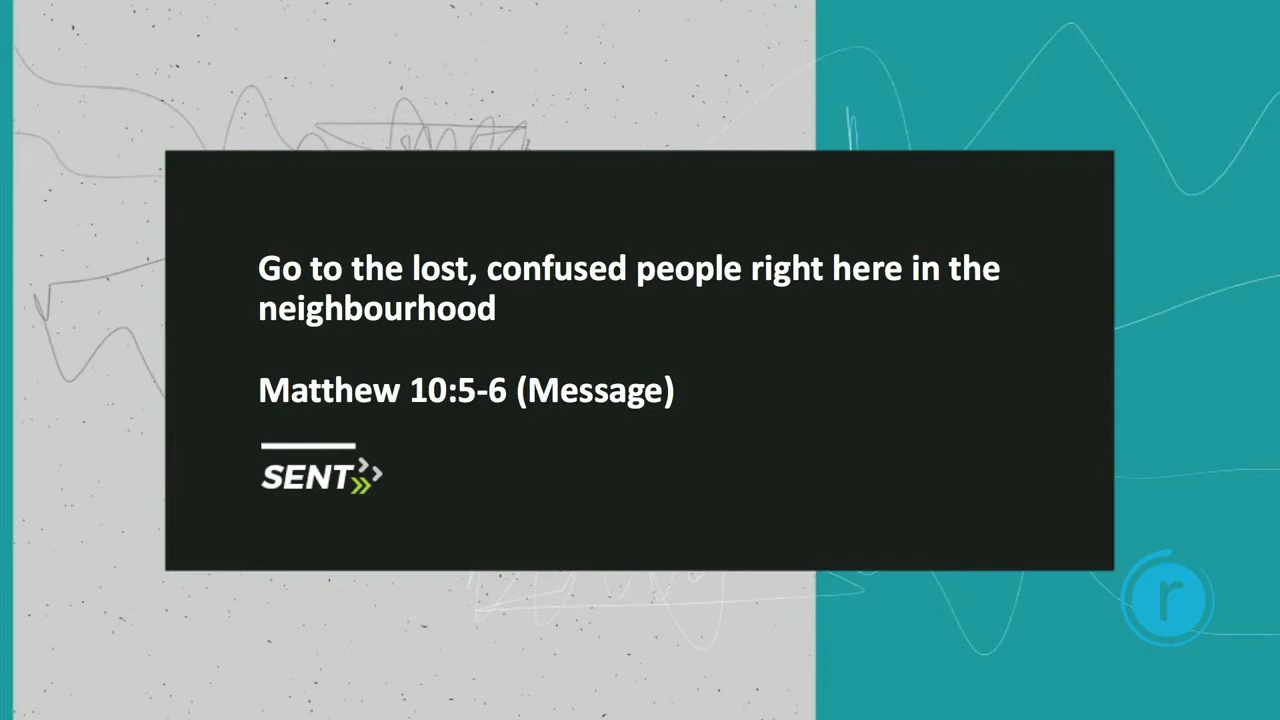 Go to the lost, confused people right here in the
neighbourhood
Matthew 10:5-6 (Message)
SENT
r